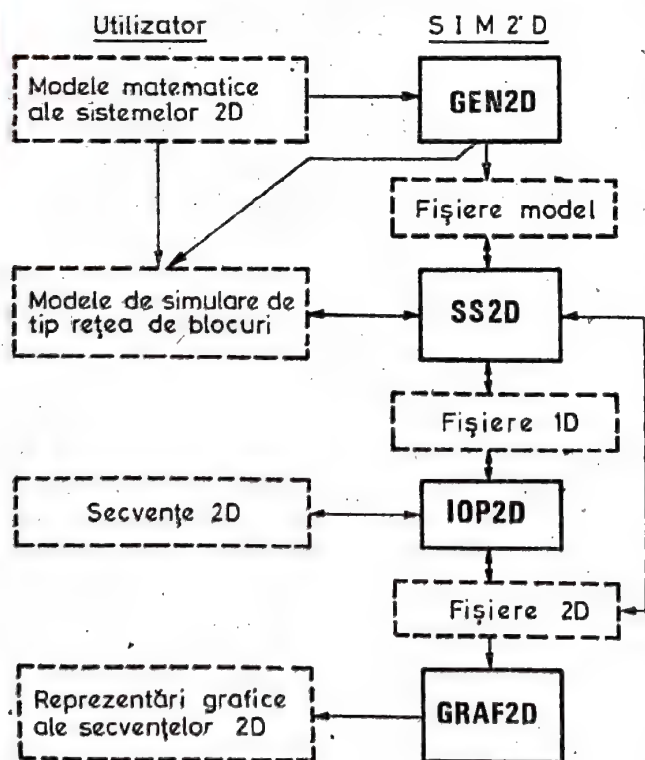 Utilizator
SIM2D
Modele matematice
ale sistemelor 2D
GEN2D
Fişiere model
Modele de simulare de
tip reţea de blocuri
SS2D
Fişiere 1D
Secvenţe 2D
IOP2D
Fişiere 2D
Reprezentări grafice
ale secvenţelor 2D
GRAF2D